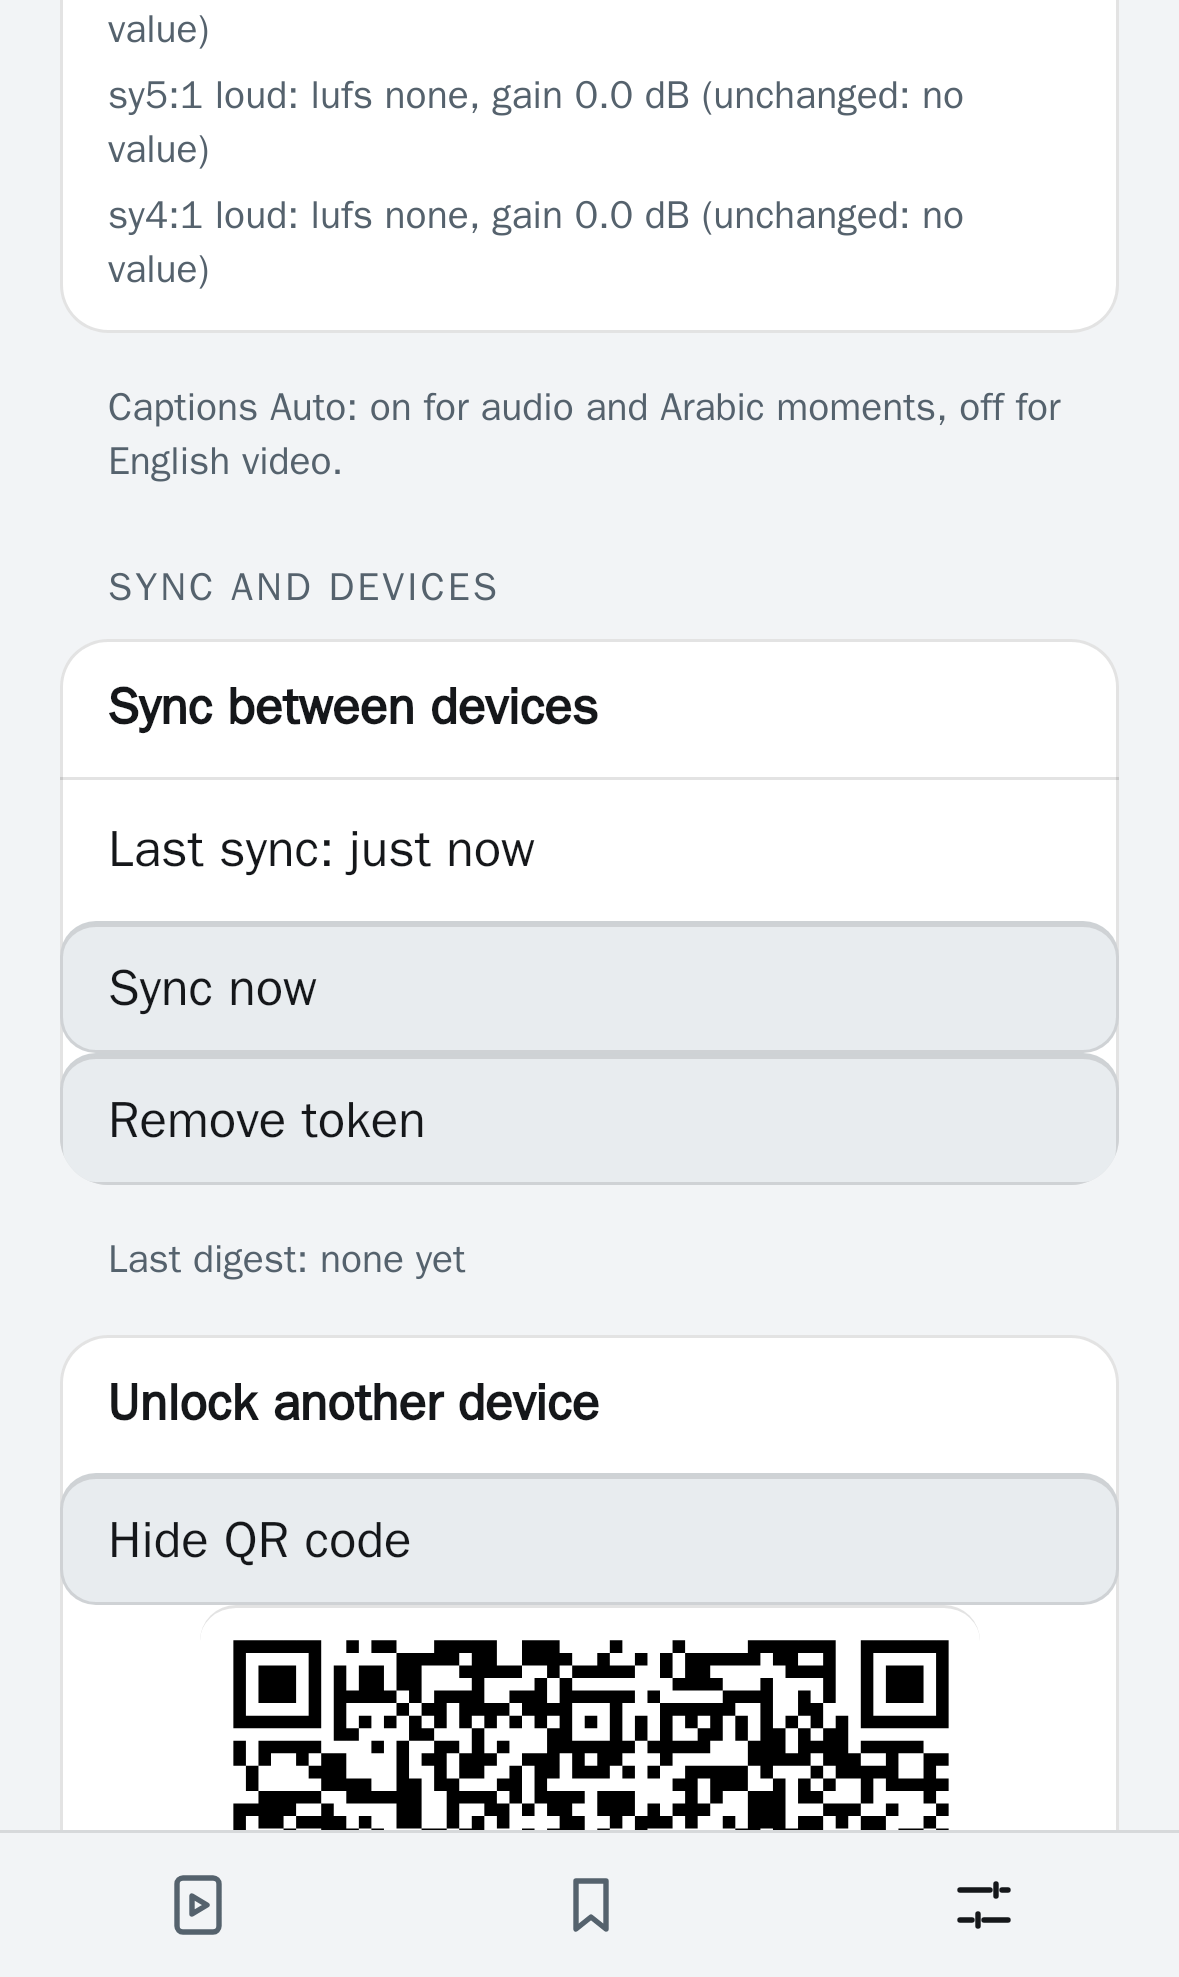 value)
sy5:1 loud: lufs none, gain 0.0 dB (unchanged: no
value)
sy4:1 loud: lufs none, gain 0.0 dB (unchanged: no
value)
Captions Auto: on for audio and Arabic moments, off for
English video.
SYNC AND DEVICES
Sync between devices
Last sync: just now
Sync now
Remove token
Last digest: none yet
Unlock another device
Hide QR code